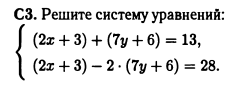 С3. Решите систему уравнений:
(2x + 3) + (7y + 6) = 13,
(2x + 3) − 2 · (7y + 6) = 28.